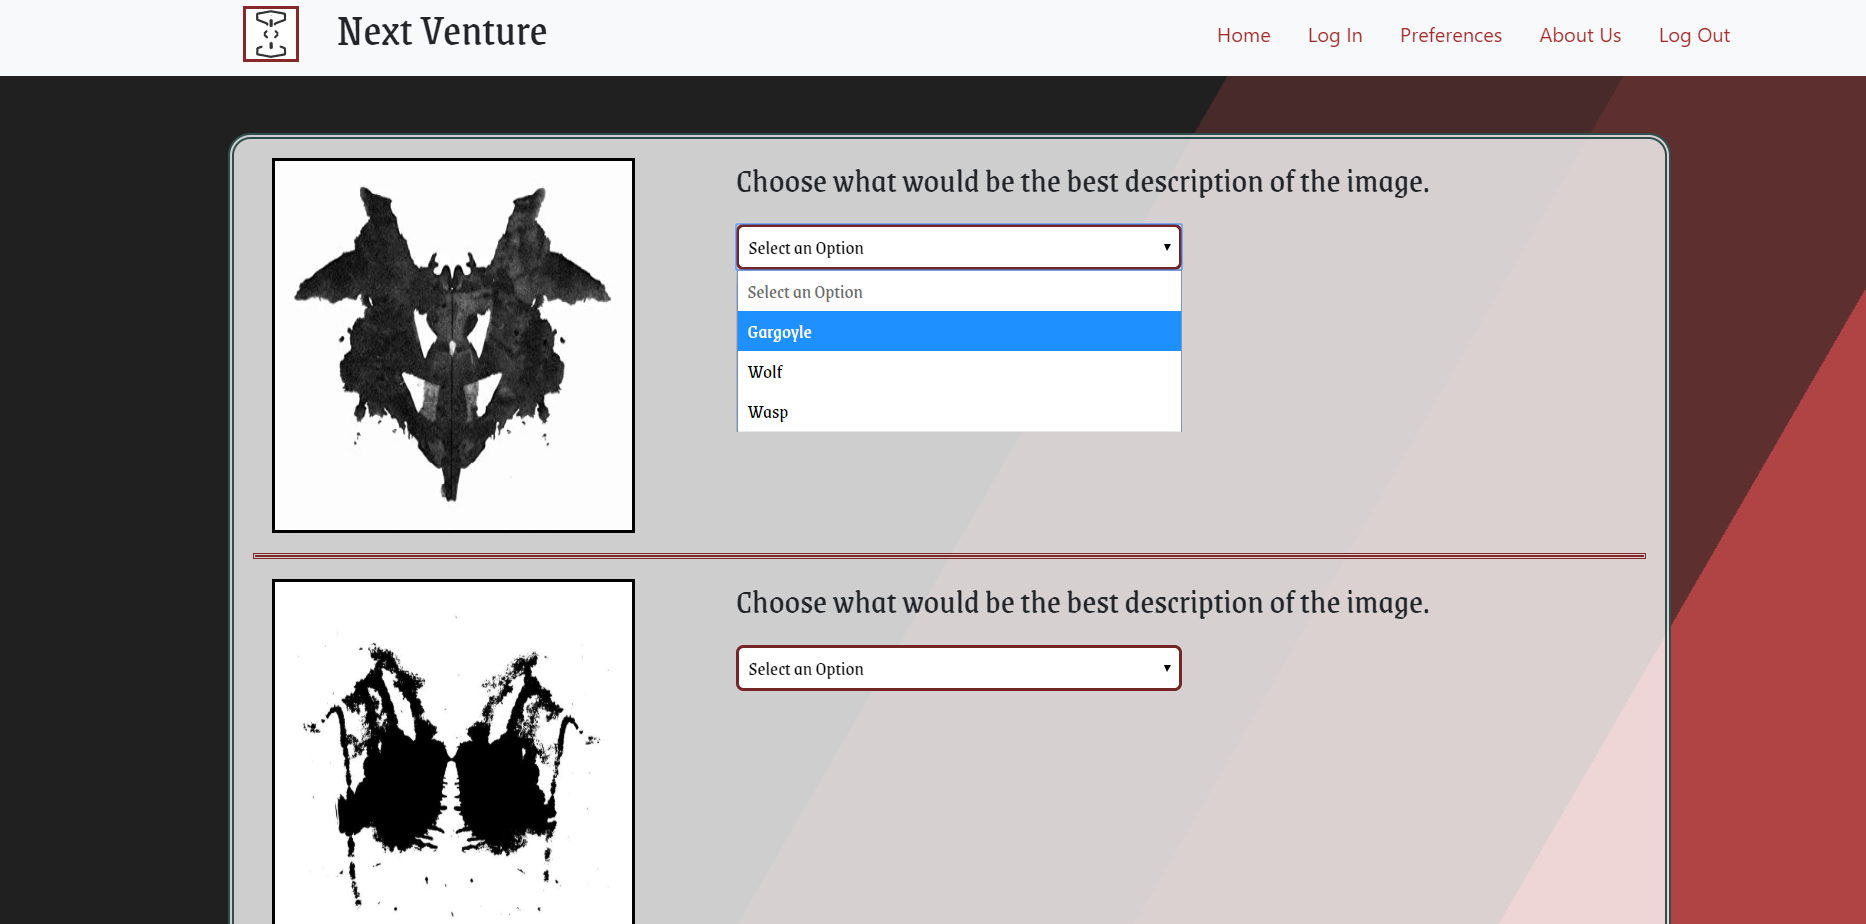 Next Venture
Home Log In Preferences About Us Log Out
Choose what would be the best description of the image.
Select an Option
Select an Option
Gargoyle
Wolf
Wasp
Choose what would be the best description of the image.
Select an Option